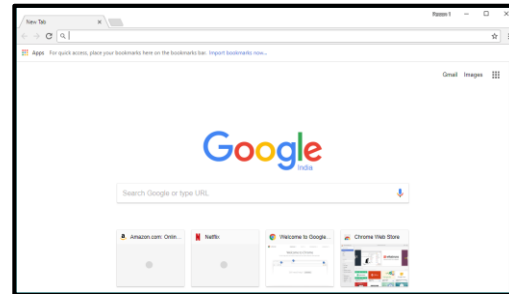 New Tab
Apps For quick access, place your bookmarks here on the bookmarks bar. Import bookmarks now...
Gmail Images
Google
India
Search Google or type URL
Amazon.com: Onlin... Netflix Welcome to Google... Chrome Web Store